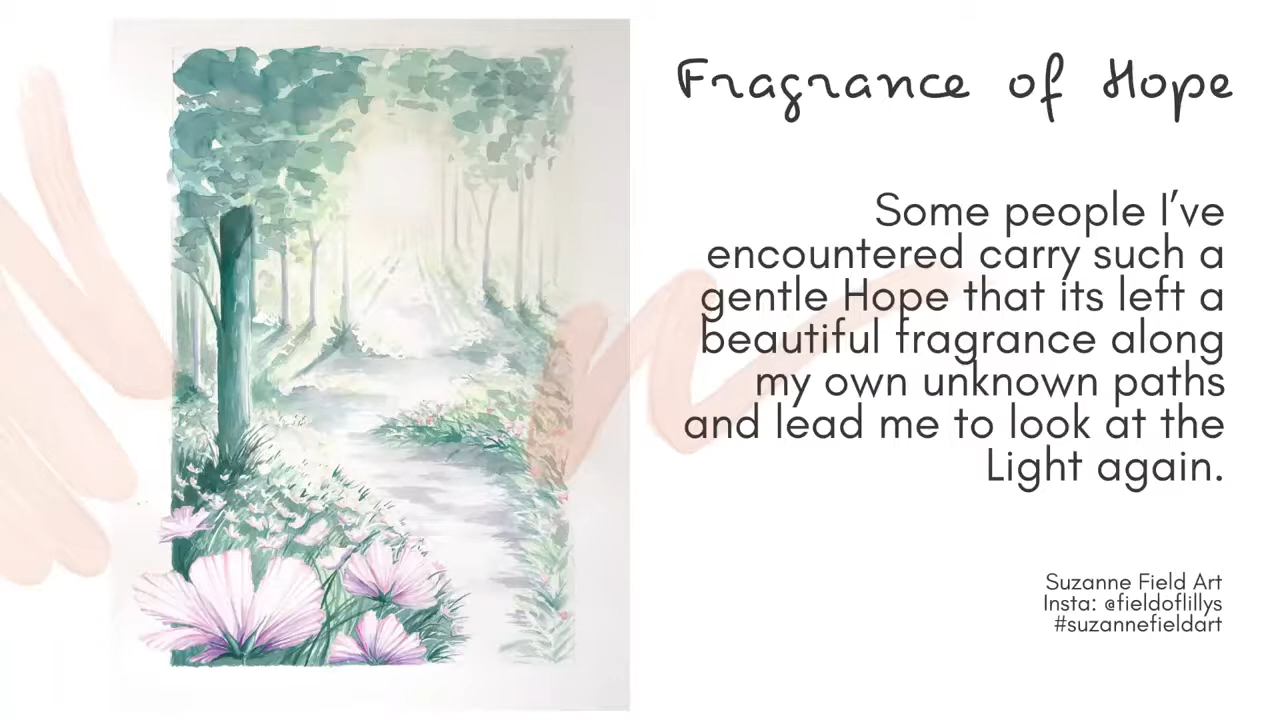 Fragrance of Hope
Some people I've
encountered carry such a
gentle Hope that its left a
beautiful fragrance along
my own unknown paths
and lead me to look at the
Light again.
Suzanne Field Art
Insta: @fieldoflillys
#suzannefieldart